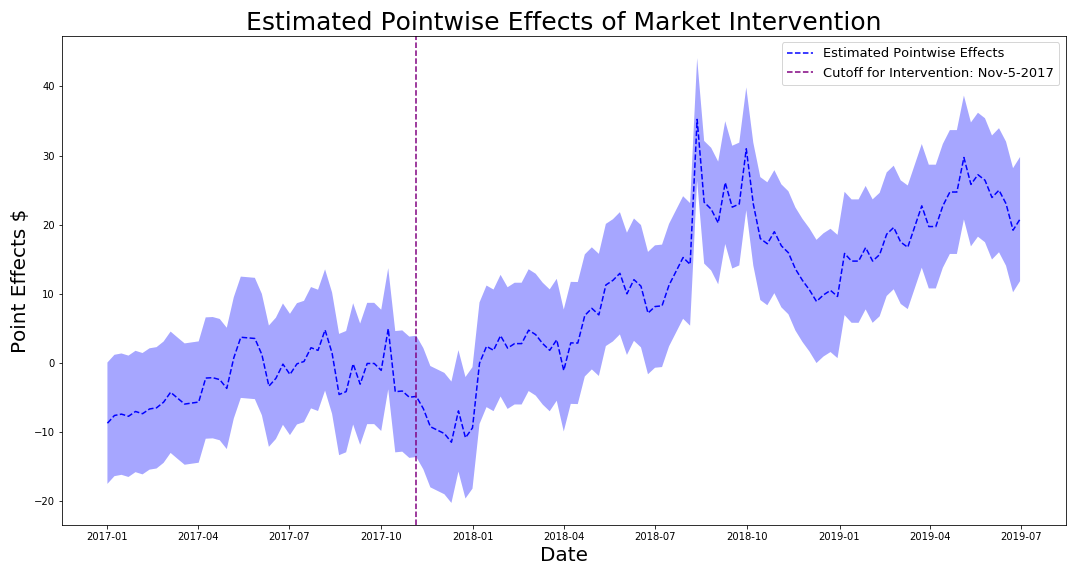 Estimated Pointwise Effects of Market Intervention
Estimated Pointwise Effects
Cutoff for Intervention: Nov-5-2017
Point Effects $
40
30
20
10
0
−10
−20
2017-01 2017-04 2017-07 2017-10 2018-01 2018-04 2018-07 2018-10 2019-01 2019-04 2019-07
Date